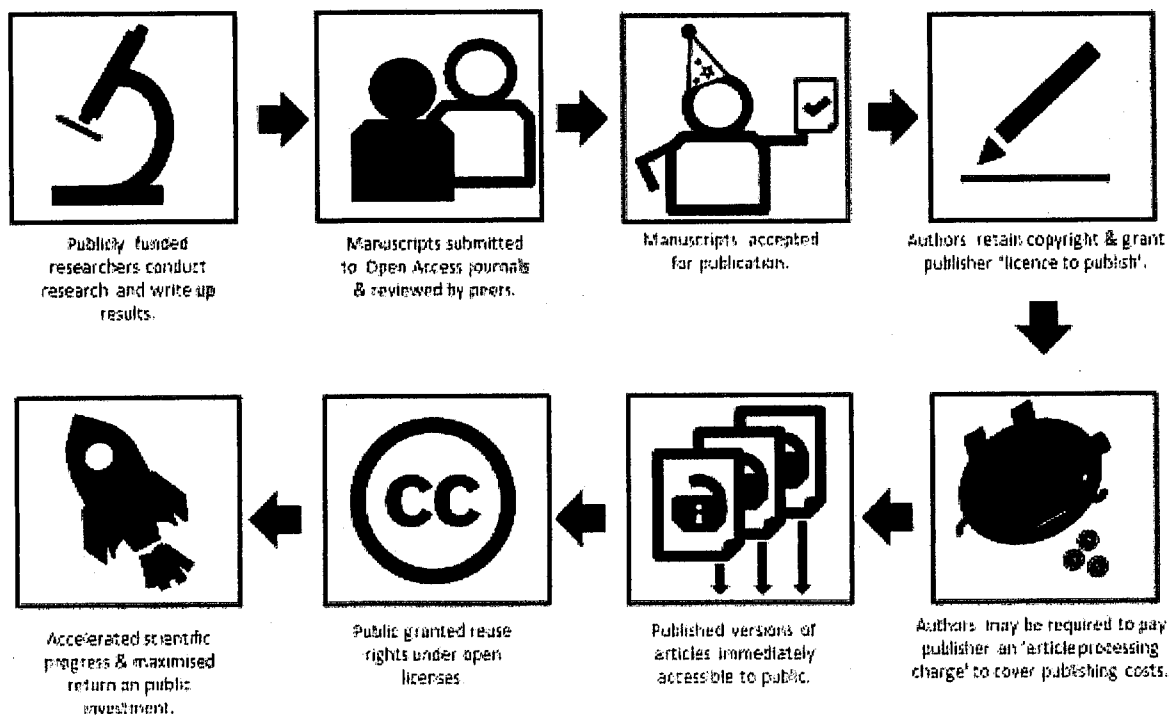 Publicly funded
researchers conduct
research and write up
results.
Manuscripts submitted
to Open Access journals
& reviewed by peers.
Manuscripts accepted
for publication.
Authors retain copyright & grant
publisher 'licence to publish'.
Authors may be required to pay
publisher an 'article processing
charge' to cover publishing costs.
Published versions of
articles immediately
accessible to public.
CC
Public granted reuse
rights under open
licenses
Accelerated scientific
progress & maximised
return on public
investment.